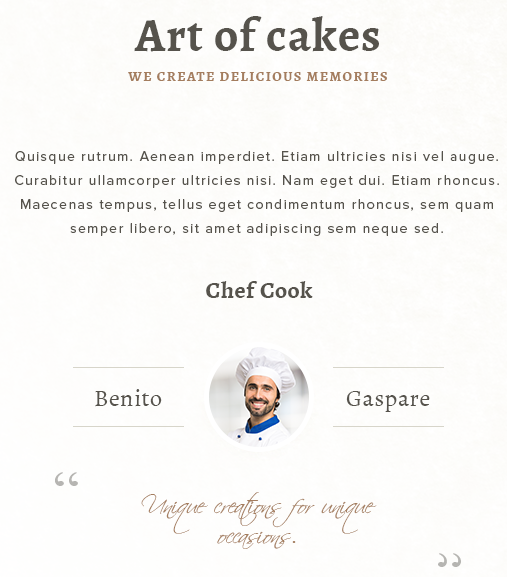 Art of cakes
WE CREATE DELICIOUS MEMORIES
Quisque rutrum. Aenean imperdiet. Etiam ultricies nisi vel augue.
Curabitur ullamcorper ultricies nisi. Nam eget dui. Etiam rhoncus.
Maecenas tempus, tellus eget condimentum rhoncus, sem quam
semper libero, sit amet adipiscing sem neque sed.
Chef Cook
Benito Gaspare
“ Unique creations for unique
occasions. ”